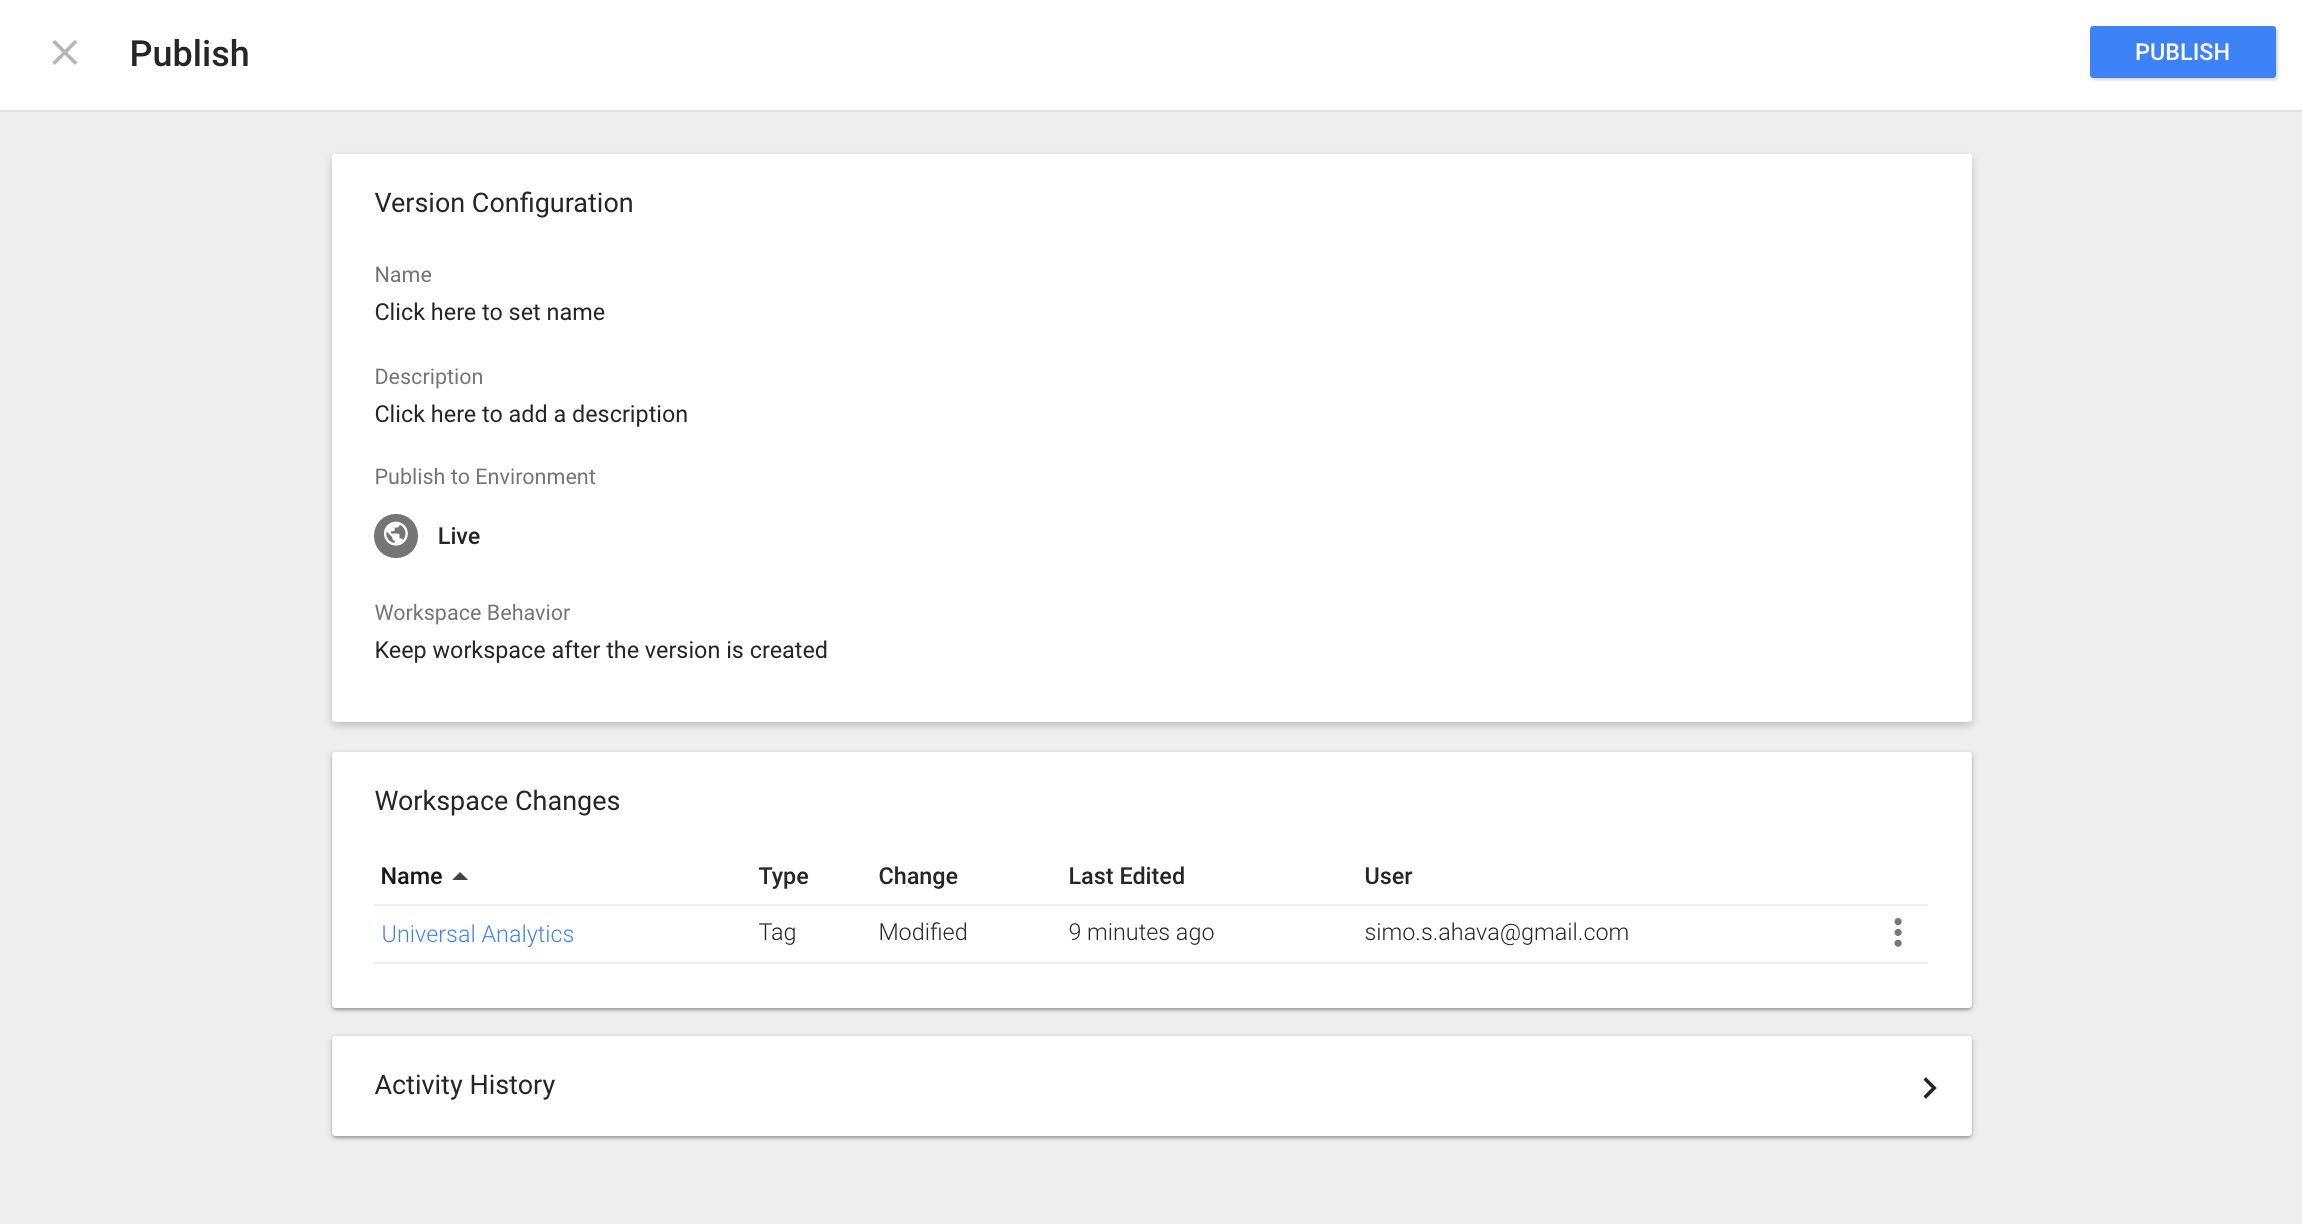 Publish
PUBLISH
Version Configuration
Name
Click here to set name
Description
Click here to add a description
Publish to Environment
Live
Workspace Behavior
Keep workspace after the version is created
Workspace Changes
Name Type Change Last Edited User
Universal Analytics Tag Modified 9 minutes ago simo.s.ahava@gmail.com
Activity History